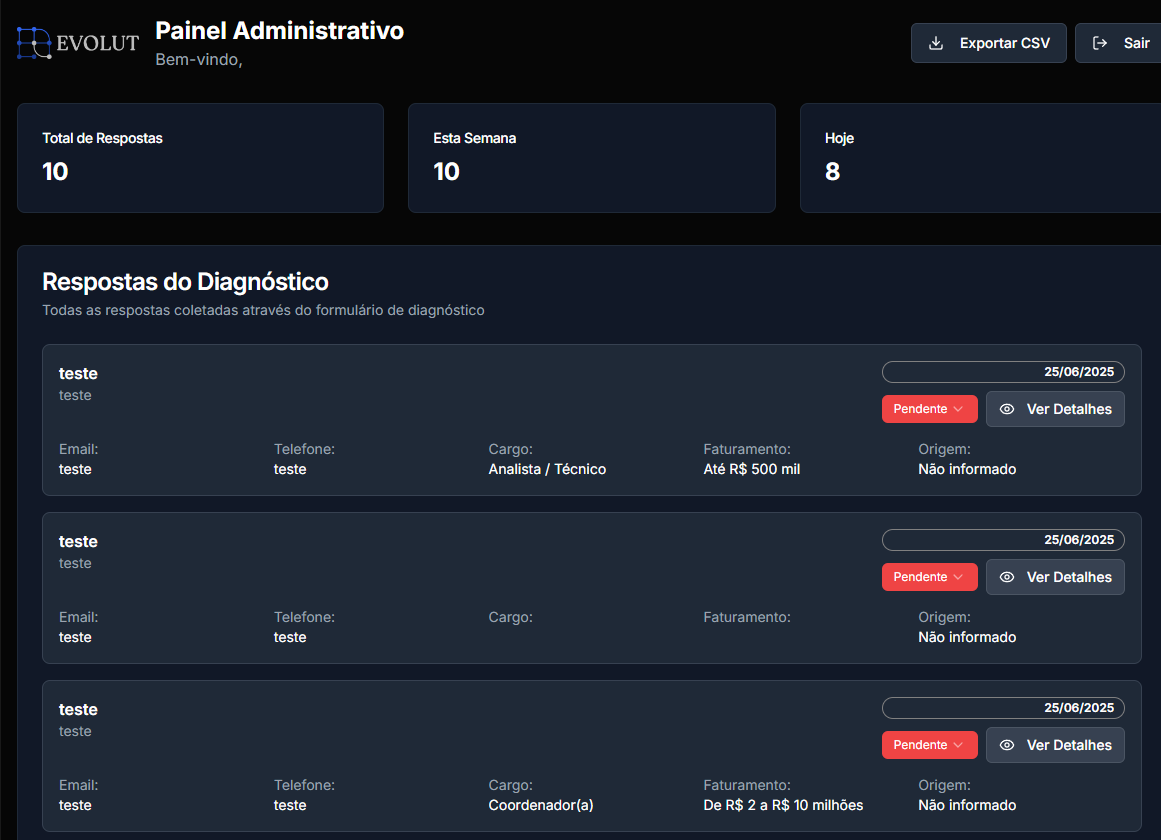 EVOLUT
Painel Administrativo
Bem-vindo,
Exportar CSV
Sair
Total de Respostas
10
Esta Semana
10
Hoje
8
Respostas do Diagnóstico
Todas as respostas coletadas através do formulário de diagnóstico
teste
25/06/2025
teste
Pendente
Ver Detalhes
Email:
Telefone:
Cargo:
Faturamento:
Origem:
teste
teste
Analista / Técnico
Até R$ 500 mil
Não informado
teste
25/06/2025
teste
Pendente
Ver Detalhes
Email:
Telefone:
Cargo:
Faturamento:
Origem:
teste
teste
Não informado
teste
25/06/2025
teste
Pendente
Ver Detalhes
Email:
Telefone:
Cargo:
Faturamento:
Origem:
teste
teste
Coordenador(a)
De R$ 2 a R$ 10 milhões
Não informado